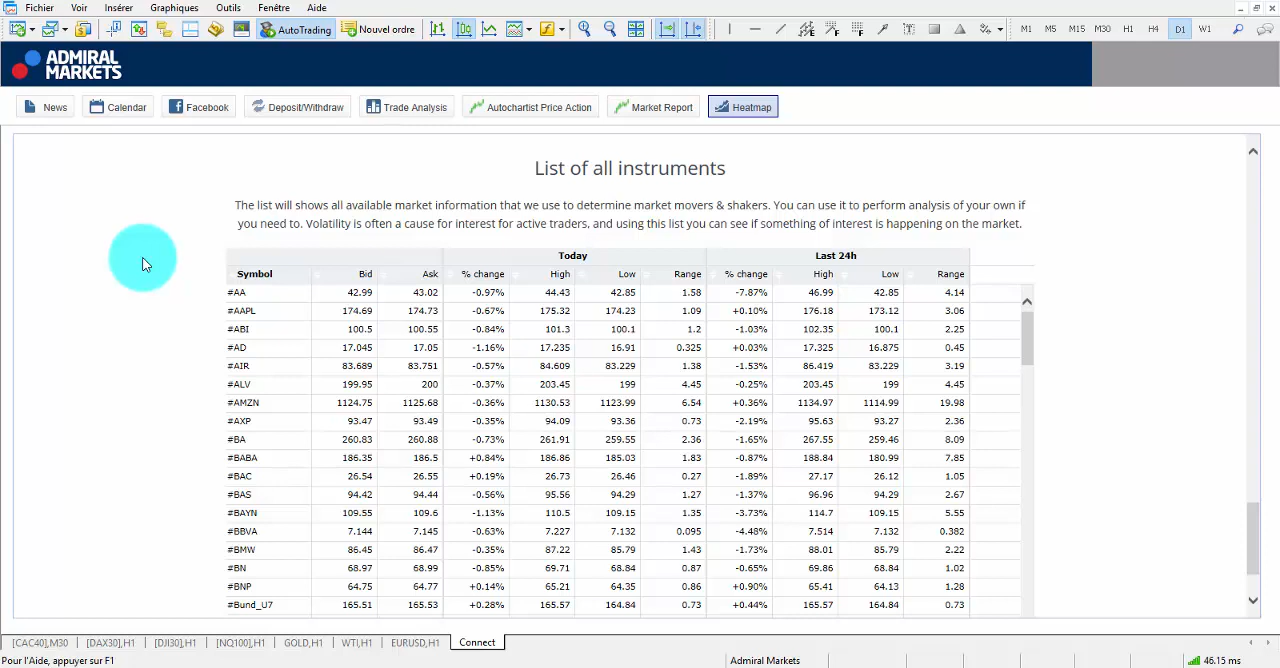 Fichier Voir Insérer Graphiques Outils Fenêtre Aide
AutoTrading Nouvel ordre M1 M5 M15 M30 H1 H4 D1 W1
ADMIRAL
MARKETS
News Calendar Facebook Deposit/Withdraw Trade Analysis Autochartist Price Action Market Report Heatmap
List of all instruments
The list will shows all available market information that we use to determine market movers & shakers. You can use it to perform analysis of your own if
you need to. Volatility is often a cause for interest for active traders, and using this list you can see if something of interest is happening on the market.
Today Last 24h
Symbol Bid Ask % change High Low Range % change High Low Range
#AA 42.99 43.02 -0.97% 44.43 42.85 1.58 -7.87% 46.99 42.85 4.14
#AAPL 174.69 174.73 -0.67% 175.32 174.23 1.09 +0.10% 176.18 173.12 3.06
#ABI 100.5 100.55 -0.84% 101.3 100.1 1.2 -1.03% 102.35 100.1 2.25
#AD 17.045 17.05 -1.16% 17.235 16.91 0.325 +0.03% 17.325 16.875 0.45
#AIR 83.689 83.751 -0.57% 84.609 83.229 1.38 -1.53% 86.419 83.229 3.19
#ALV 199.95 200 -0.37% 203.45 199 4.45 -0.25% 203.45 199 4.45
#AMZN 1124.75 1125.68 -0.36% 1130.53 1123.99 6.54 +0.36% 1134.97 1114.99 19.98
#AXP 93.47 93.49 -0.35% 94.09 93.36 0.73 -2.19% 95.63 93.27 2.36
#BA 260.83 260.88 -0.73% 261.91 259.55 2.36 -1.65% 267.55 259.46 8.09
#BABA 186.35 186.5 +0.84% 186.86 185.03 1.83 -0.87% 188.84 180.99 7.85
#BAC 26.54 26.55 +0.19% 26.73 26.46 0.27 -1.89% 27.17 26.12 1.05
#BAS 94.42 94.44 -0.56% 95.56 94.29 1.27 -1.37% 96.96 94.29 2.67
#BAYN 109.55 109.6 -1.13% 110.5 109.15 1.35 -3.73% 114.7 109.15 5.55
#BBVA 7.144 7.145 -0.63% 7.227 7.132 0.095 -4.48% 7.514 7.132 0.382
#BMW 86.45 86.47 -0.35% 87.22 85.79 1.43 -1.73% 88.01 85.79 2.22
#BN 68.97 68.99 -0.85% 69.71 68.84 0.87 -0.65% 69.86 68.84 1.02
#BNP 64.75 64.77 +0.14% 65.21 64.35 0.86 +0.90% 65.41 64.13 1.28
#Bund_U7 165.51 165.53 +0.28% 165.57 164.84 0.73 +0.44% 165.57 164.84 0.73
[CAC40],M30 [DAX30],H1 [DJI30],H1 [NQ100],H1 GOLD,H1 WTI,H1 EURUSD,H1 Connect
Pour l'Aide, appuyer sur F1 Admiral Markets 46.15 ms